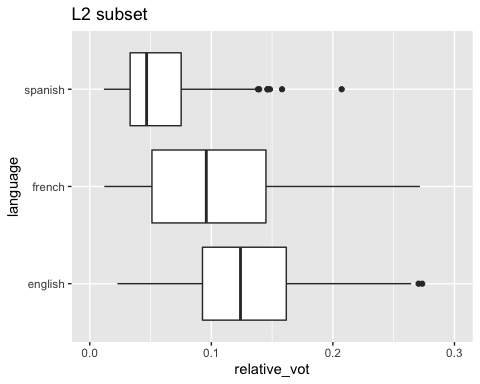 L2 subset
language
spanish
french
english
0.0 0.1 0.2 0.3
relative_vot